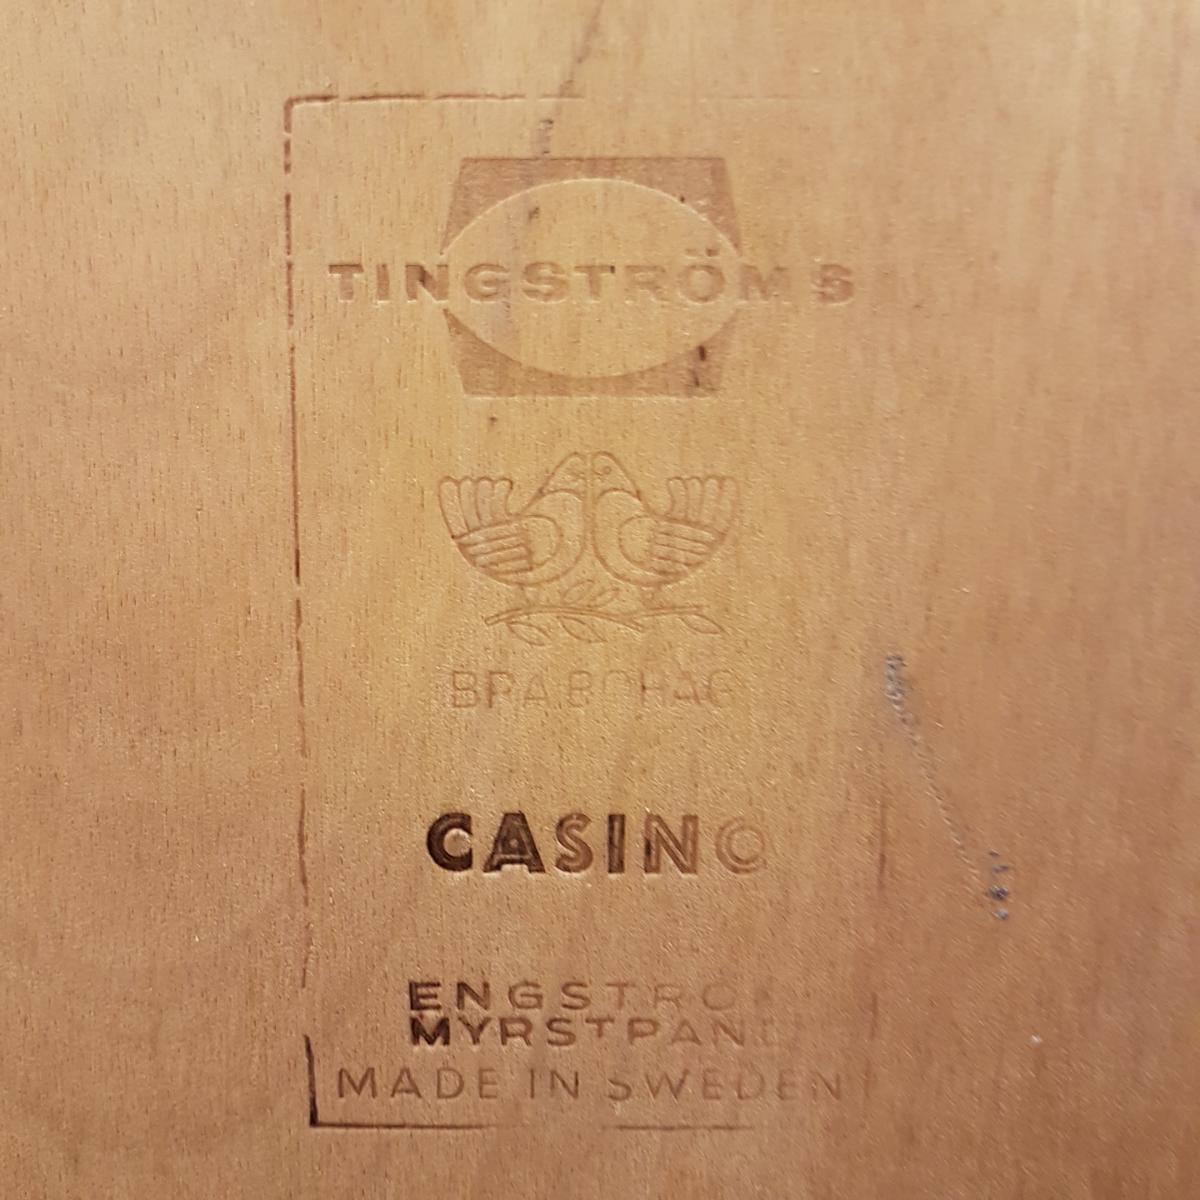 TINGSTRÖMS
BRA BOHAG
CASINO
ENGSTRÖM
MYRSTRAND
MADE IN SWEDEN